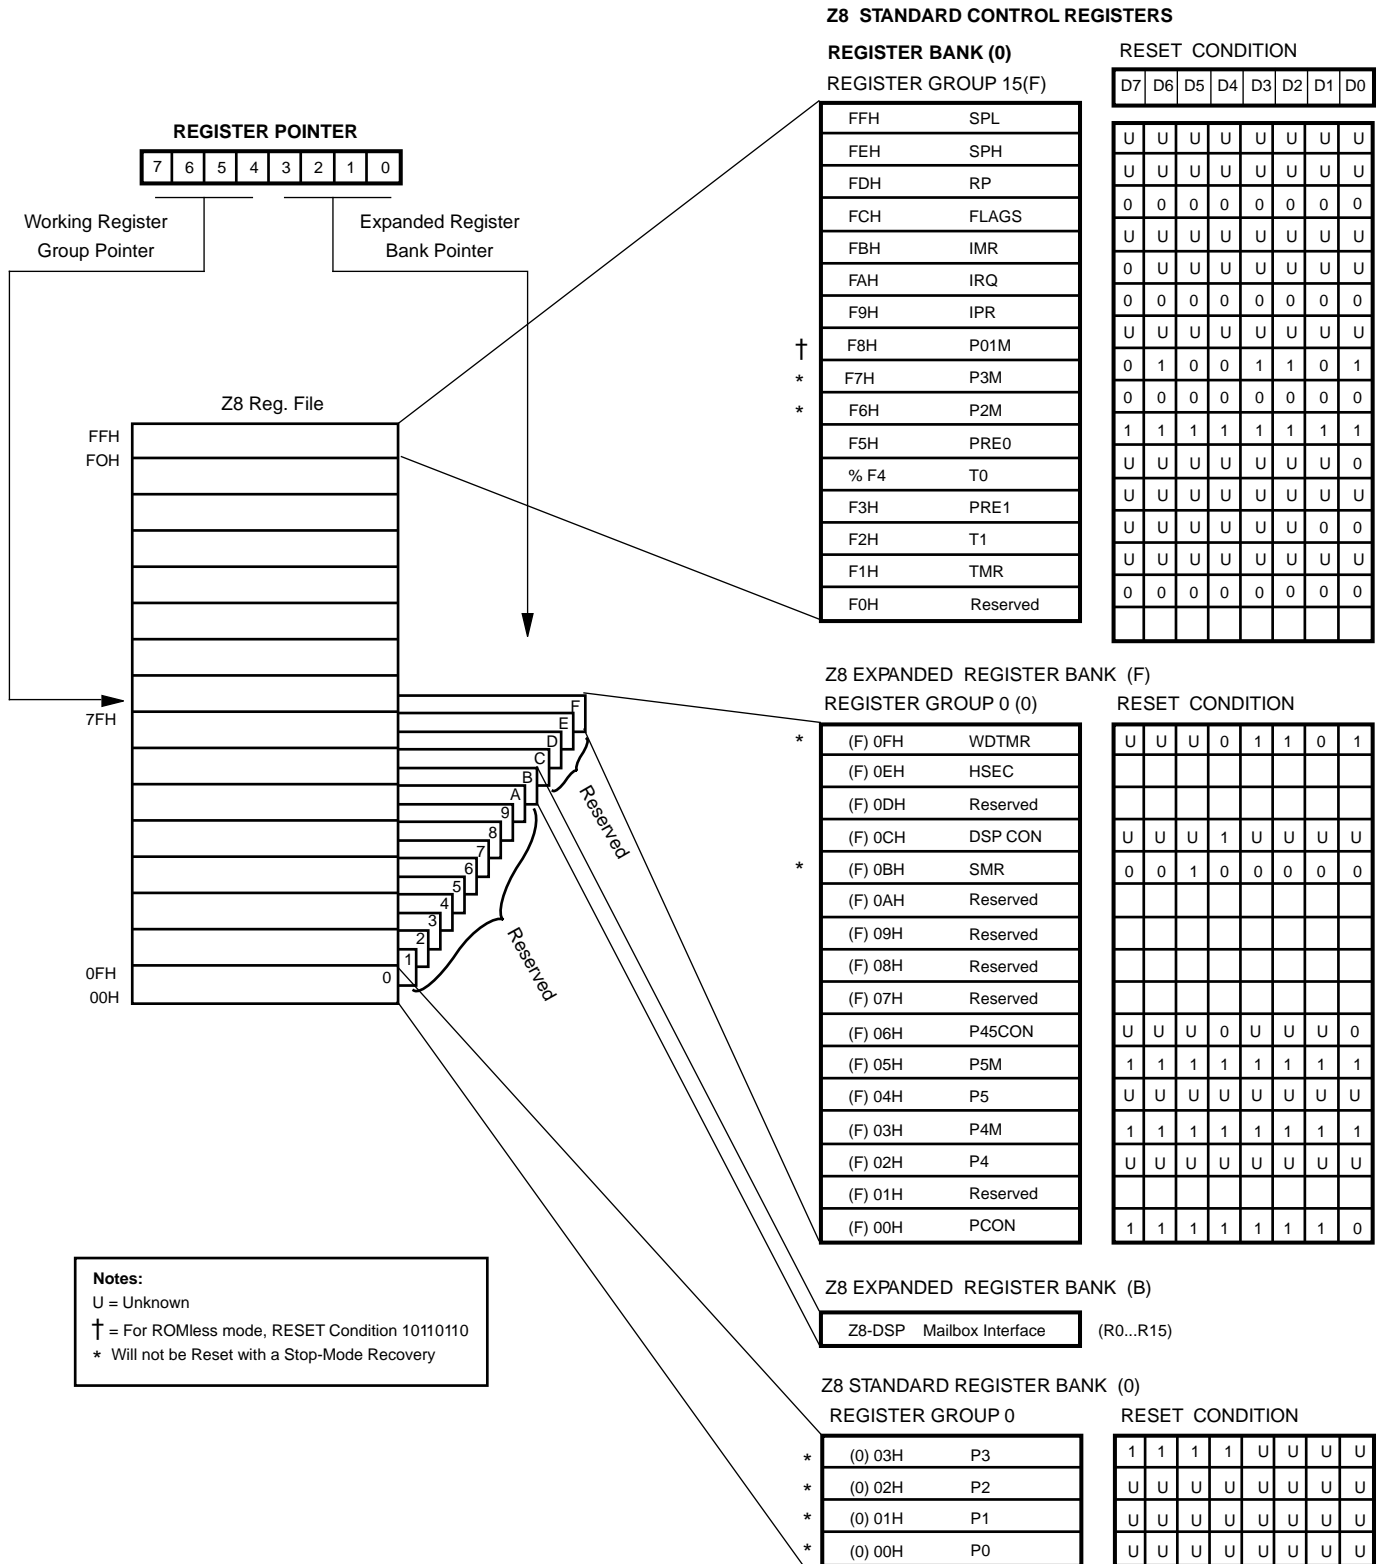 Z8 STANDARD CONTROL REGISTERS
REGISTER BANK (0) RESET CONDITION
REGISTER GROUP 15(F) D7 D6 D5 D4 D3 D2 D1 D0
REGISTER POINTER
7 6 5 4 3 2 1 0
Working Register
Group Pointer
Expanded Register
Bank Pointer
FFH SPL U U U U U U U U
FEH SPH U U U U U U U U
FDH RP 0 0 0 0 0 0 0 0
FCH FLAGS U U U U U U U U
FBH IMR 0 U U U U U U U
FAH IRQ 0 0 0 0 0 0 0 0
F9H IPR U U U U U U U U
† F8H P01M 0 1 0 0 1 1 0 1
* F7H P3M 0 0 0 0 0 0 0 0
* F6H P2M 1 1 1 1 1 1 1 1
F5H PRE0 U U U U U U U 0
% F4 T0 U U U U U U U U
F3H PRE1 U U U U U U 0 0
F2H T1 U U U U U U U U
F1H TMR 0 0 0 0 0 0 0 0
F0H Reserved
Z8 Reg. File
FFH
FOH
7FH
0FH
00H
F
E
D
C
B
A
9
8
7
6
5
4
3
2
1
0
Reserved
Reserved
Z8 EXPANDED REGISTER BANK (F)
REGISTER GROUP 0 (0) RESET CONDITION
* (F) 0FH WDTMR U U U 0 1 1 0 1
(F) 0EH HSEC
(F) 0DH Reserved
(F) 0CH DSP CON U U U 1 U U U U
* (F) 0BH SMR 0 0 1 0 0 0 0 0
(F) 0AH Reserved
(F) 09H Reserved
(F) 08H Reserved
(F) 07H Reserved
(F) 06H P45CON U U U 0 U U U 0
(F) 05H P5M 1 1 1 1 1 1 1 1
(F) 04H P5 U U U U U U U U
(F) 03H P4M 1 1 1 1 1 1 1 1
(F) 02H P4 U U U U U U U U
(F) 01H Reserved
(F) 00H PCON 1 1 1 1 1 1 1 0
Notes:
U = Unknown
† = For ROMless mode, RESET Condition 10110110
* Will not be Reset with a Stop-Mode Recovery
Z8 EXPANDED REGISTER BANK (B)
Z8-DSP Mailbox Interface (R0...R15)
Z8 STANDARD REGISTER BANK (0)
REGISTER GROUP 0 RESET CONDITION
* (0) 03H P3 1 1 1 1 U U U U
* (0) 02H P2 U U U U U U U U
* (0) 01H P1 U U U U U U U U
* (0) 00H P0 U U U U U U U U